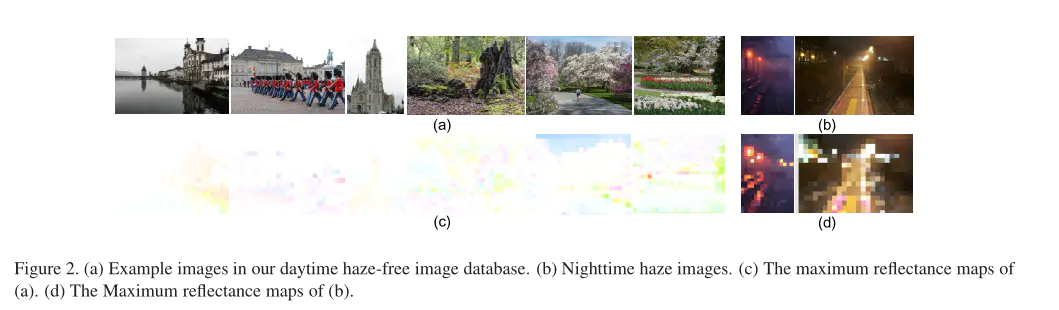 (a)
(b)
(c)
(d)
Figure 2. (a) Example images in our daytime haze-free image database. (b) Nighttime haze images. (c) The maximum reflectance maps of
(a). (d) The Maximum reflectance maps of (b).